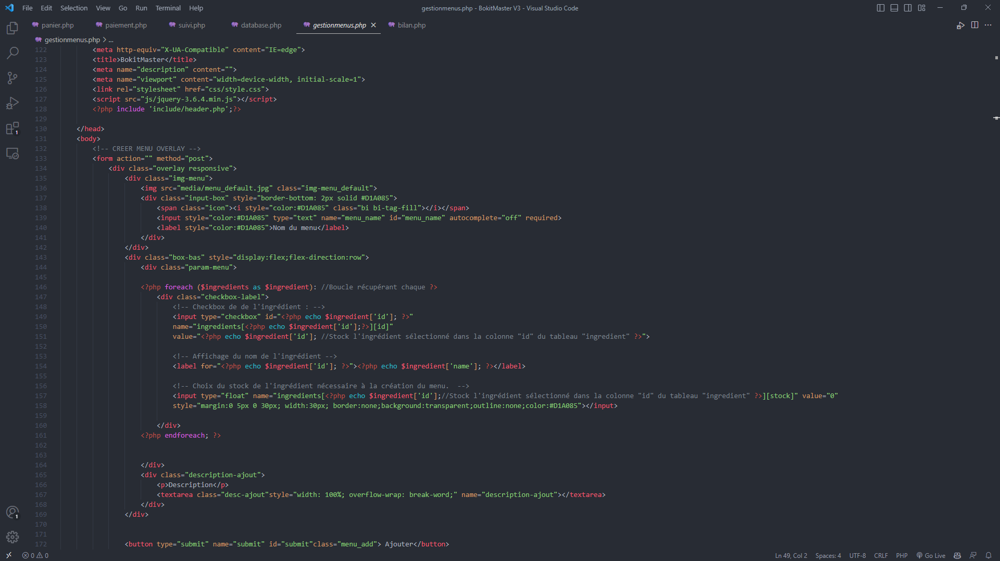 File Edit Selection View Go Run Terminal Help
gestionmenus.php - BokitMaster V3 - Visual Studio Code
panier.php paiement.php suivi.php database.php gestionmenus.php bilan.php
gestionmenus.php > ...
122 <meta http-equiv="X-UA-Compatible" content="IE=edge">
123 <title>BokitMaster</title>
124 <meta name="description" content="">
125 <meta name="viewport" content="width=device-width, initial-scale=1">
126 <link rel="stylesheet" href="css/style.css">
127 <script src="js/jquery-3.6.4.min.js"></script>
128 <?php include 'include/header.php';?>
129
130 </head>
131 <body>
132 <!-- CREER MENU OVERLAY -->
133 <form action="" method="post">
134 <div class="overlay responsive">
135 <div class="img-menu">
136 <img src="media/menu_default.jpg" class="img-menu_default">
137 <div class="input-box" style="border-bottom: 2px solid #D1A085">
138 <span class="icon"><i style="color:#D1A085" class="bi bi-tag-fill"></i></span>
139 <input style="color:#D1A085" type="text" name="menu_name" id="menu_name" autocomplete="off" required>
140 <label style="color:#D1A085">Nom du menu</label>
141 </div>
142 </div>
143 <div class="box-bas" style="display:flex;flex-direction:row">
144 <div class="param-menu">
145
146 <?php foreach ($ingredients as $ingredient): //Boucle récupérant chaque ?>
147 <div class="checkbox-label">
148 <!-- Checkbox de de l'ingrédient : -->
149 <input type="checkbox" id="<?php echo $ingredient['id']; ?>"
150 name="ingredients[<?php echo $ingredient['id'];?>][id]"
151 value="<?php echo $ingredient['id']; //Stock l'ingrédient sélectionné dans la colonne "id" du tableau "ingredient" ?>">
152
153 <!-- Affichage du nom de l'ingrédient -->
154 <label for="<?php echo $ingredient['id']; ?>"><?php echo $ingredient['name']; ?></label>
155
156 <!-- Choix du stock de l'ingrédient nécessaire à la création du menu.  -->
157 <input type="float" name="ingredients[<?php echo $ingredient['id'];//Stock l'ingrédient sélectionné dans la colonne "id" du tableau "ingredient" ?>][stock]" value="0"
158 style="margin:0 5px 0 30px; width:30px; border:none;background:transparent;outline:none;color:#D1A085"></input>
159
160 </div>
161 <?php endforeach; ?>
162
163
164 </div>
165 <div class="description-ajout">
166 <p>Description</p>
167 <textarea class="desc-ajout"style="width: 100%; overflow-wrap: break-word;" name="description-ajout"></textarea>
168 </div>
169 </div>
170
171
172 <button type="submit" name="submit" id="submit"class="menu_add"> Ajouter</button>
1
1
0 0 Ln 49, Col 2 Spaces: 4 UTF-8 CRLF PHP Go Live